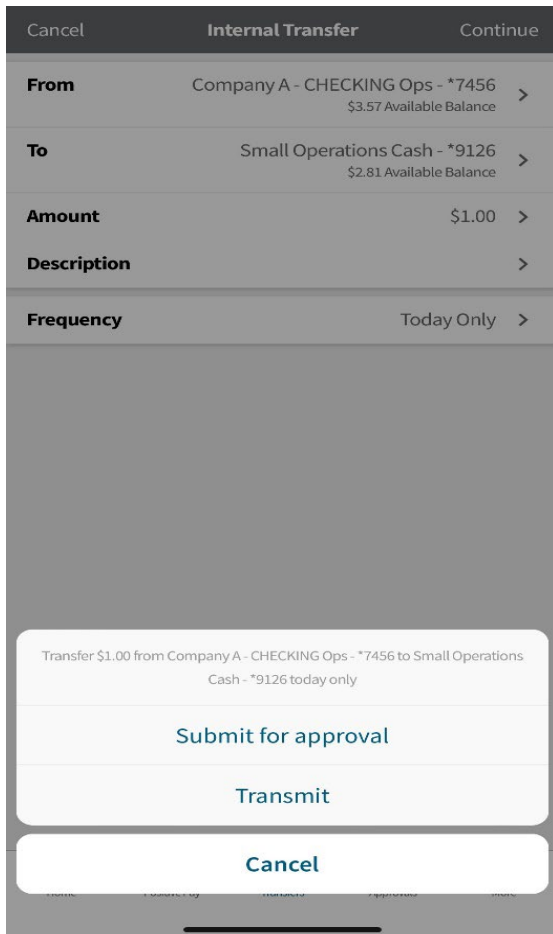 Cancel Internal Transfer Continue
From Company A - CHECKING Ops - *7456
$3.57 Available Balance
To Small Operations Cash - *9126
$2.81 Available Balance
Amount $1.00
Description
Frequency Today Only
Transfer $1.00 from Company A - CHECKING Ops - *7456 to Small Operations
Cash - *9126 today only
Submit for approval
Transmit
Cancel